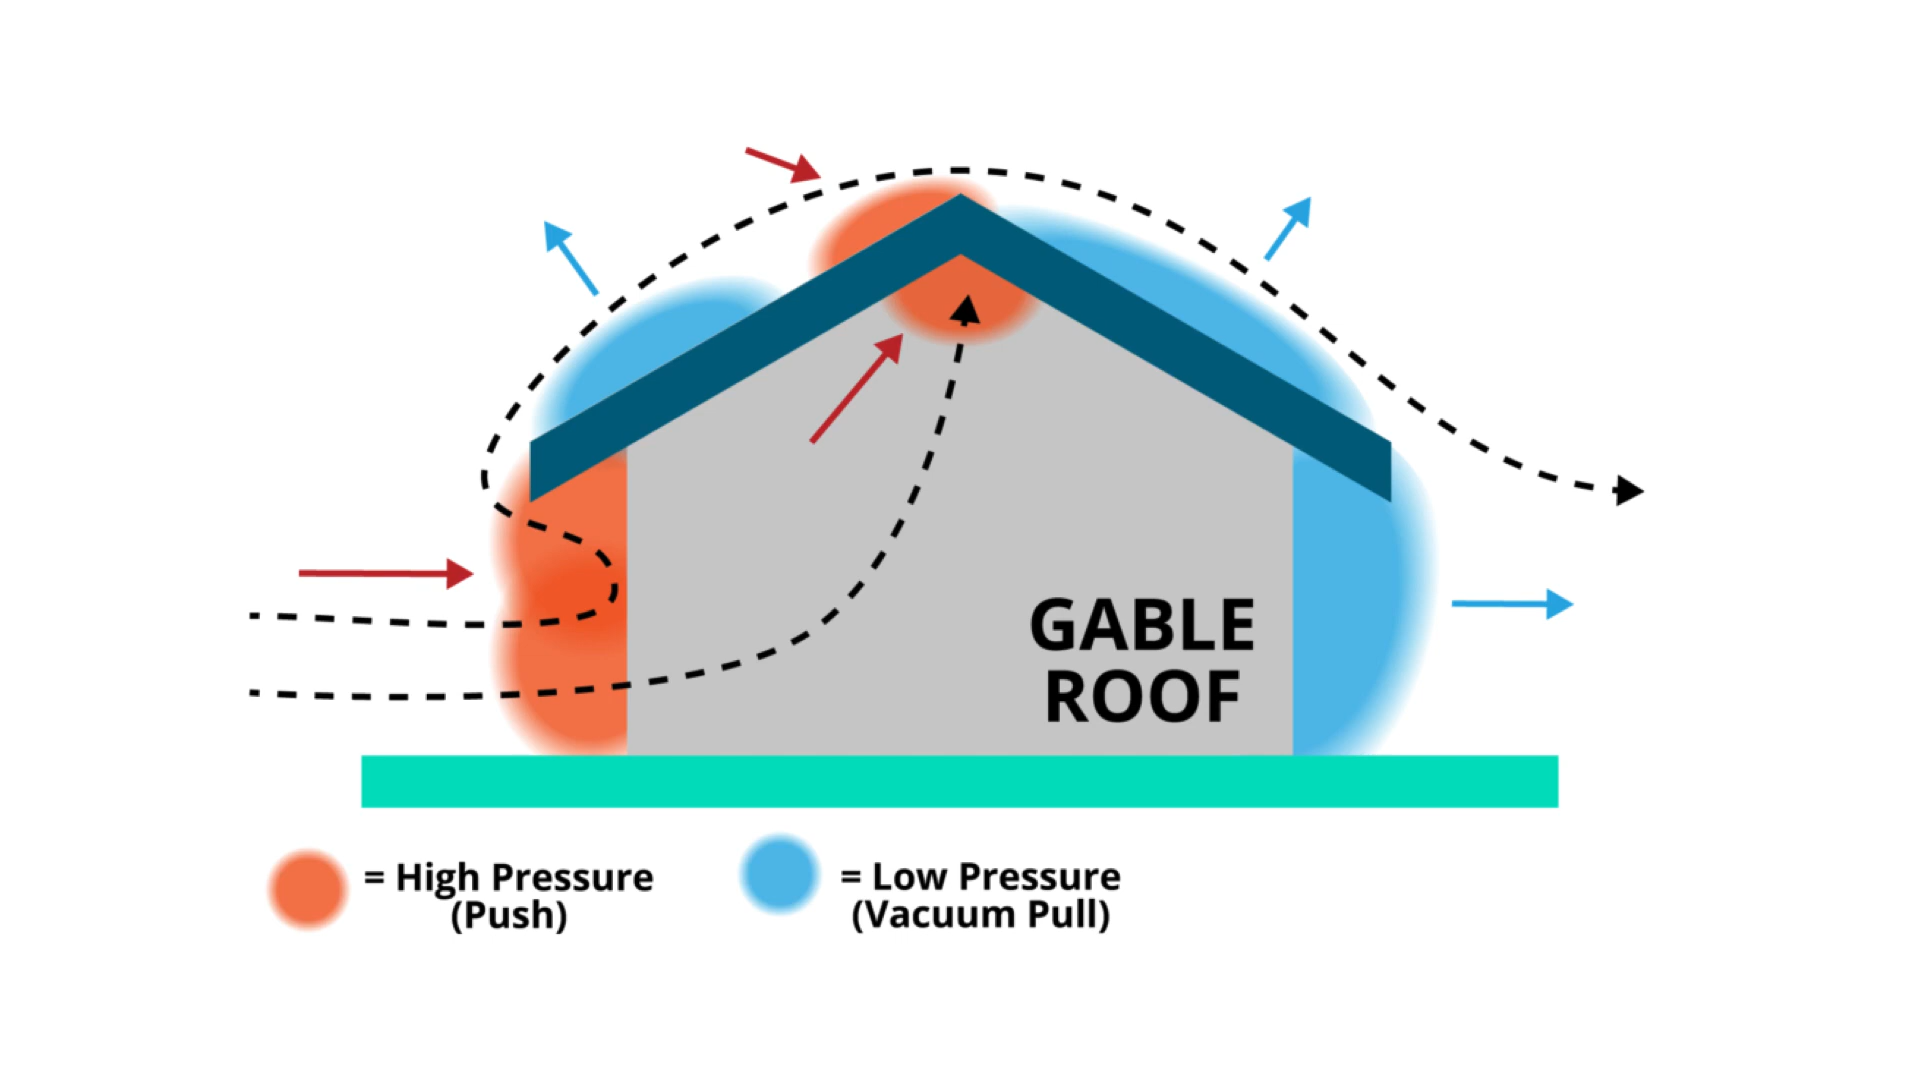 GABLE
ROOF
= High Pressure
(Push)
= Low Pressure
(Vacuum Pull)